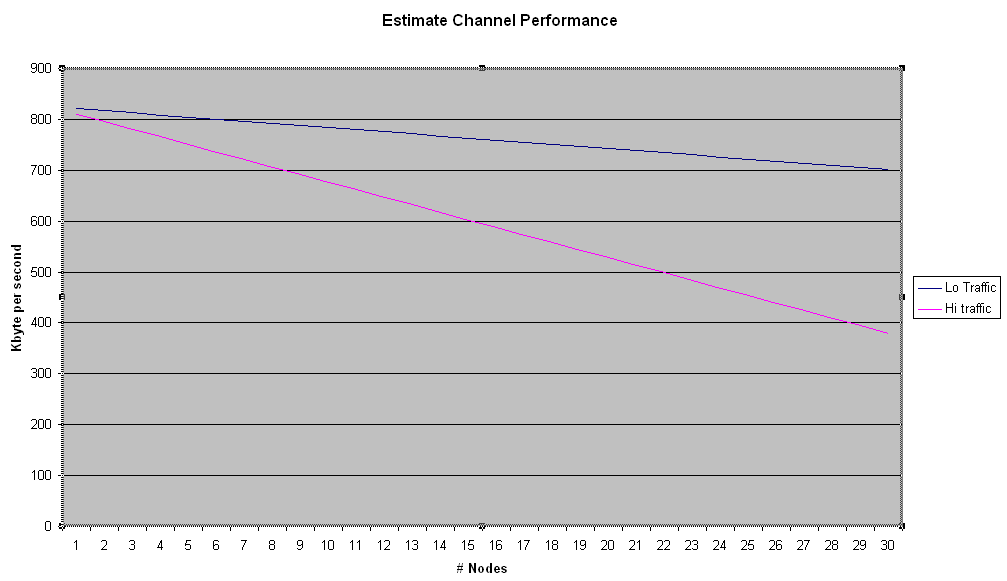 Estimate Channel Performance
900
800
700
600
500
400
300
200
100
0
Kbyte per second
1 2 3 4 5 6 7 8 9 10 11 12 13 14 15 16 17 18 19 20 21 22 23 24 25 26 27 28 29 30
# Nodes
Lo Traffic
Hi traffic